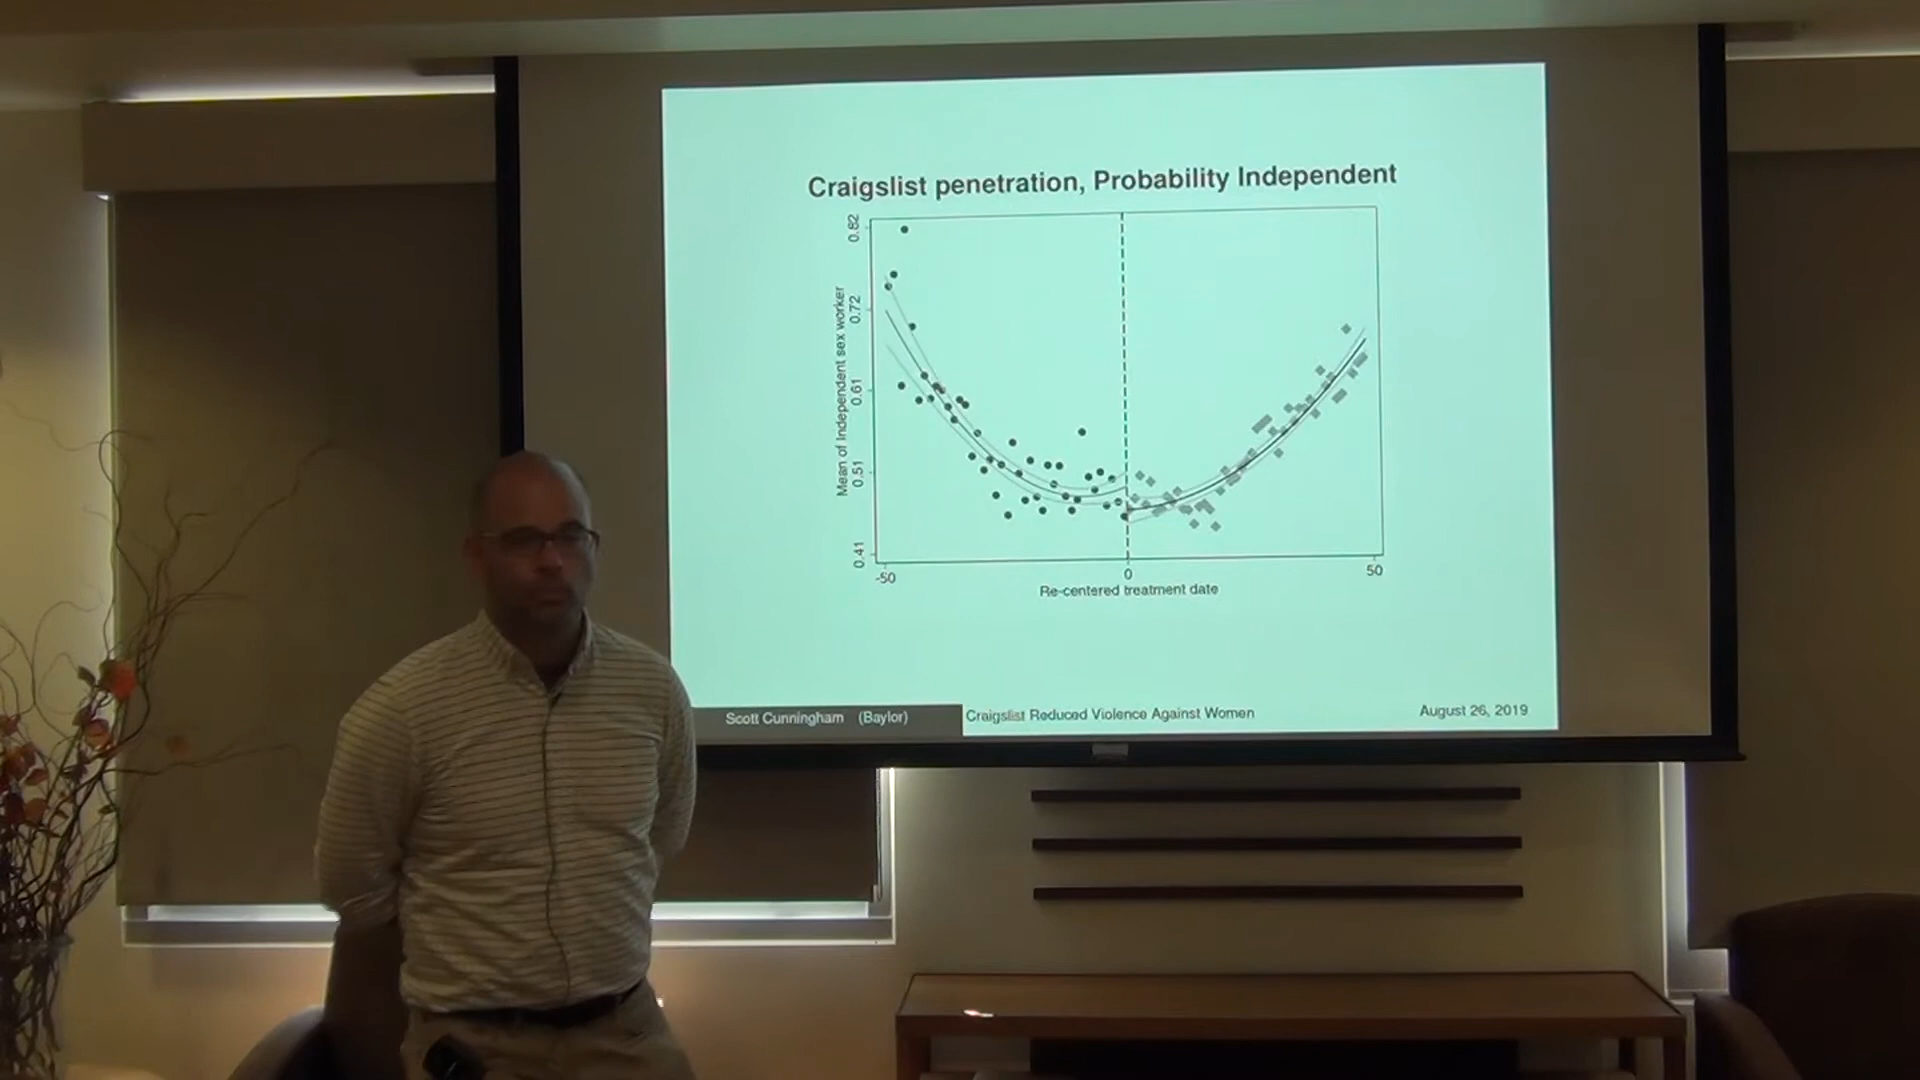 Craigslist penetration, Probability Independent
Mean of Independent sex worker
0.82
0.72
0.61
0.51
0.41
-50
0
50
Re-centered treatment date
Scott Cunningham (Baylor)
Craigslist Reduced Violence Against Women
August 26, 2019